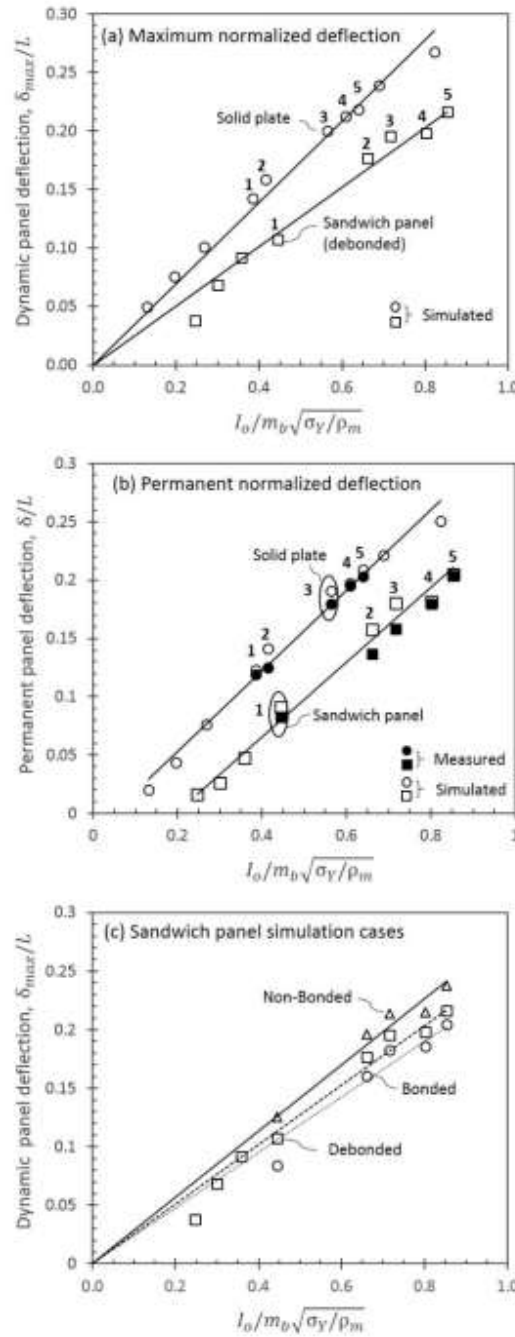 (a) Maximum normalized deflection
Dynamic panel deflection, δmax/L
0.30
0.25
0.20
0.15
0.10
0.05
0.00
Solid plate
1
2
3
4
5
1
2
3
4
5
Sandwich panel
(debonded)
Simulated
0.0
0.2
0.4
0.6
0.8
1.0
Io/mb√σY/ρm
(b) Permanent normalized deflection
Permanent panel deflection, δ/L
0.3
0.25
0.2
0.15
0.1
0.05
0
Solid plate
1
2
3
4
5
1
2
3
4
5
Sandwich panel
Measured
Simulated
0
0.2
0.4
0.6
0.8
1
Io/mb√σY/ρm
(c) Sandwich panel simulation cases
Dynamic panel deflection, δmax/L
0.3
0.25
0.2
0.15
0.1
0.05
0
Non-Bonded
Bonded
Debonded
0.0
0.2
0.4
0.6
0.8
1.0
Io/mb√σY/ρm